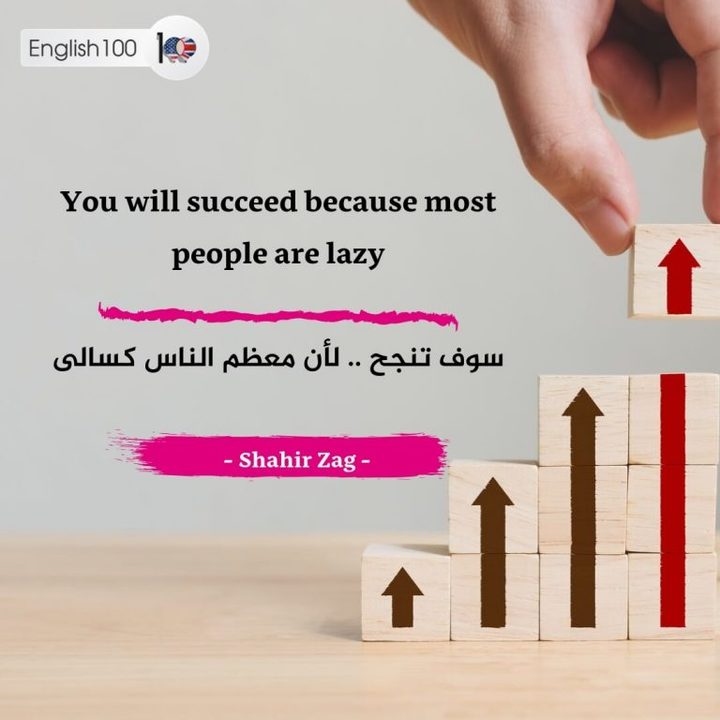 English100
You will succeed because most
people are lazy
سوف تنجح .. لأن معظم الناس كسالى
- Shahir Zag -